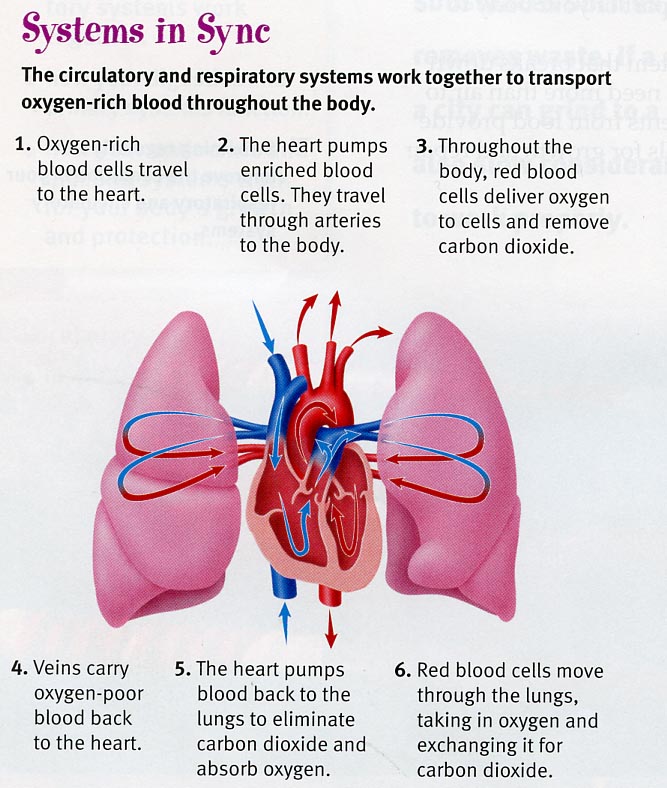 Systems in Sync
The circulatory and respiratory systems work together to transport
oxygen-rich blood throughout the body.
1. Oxygen-rich
blood cells travel
to the heart.
2. The heart pumps
enriched blood
cells. They travel
through arteries
to the body.
3. Throughout the
body, red blood
cells deliver oxygen
to cells and remove
carbon dioxide.
4. Veins carry
oxygen-poor
blood back
to the heart.
5. The heart pumps
blood back to the
lungs to eliminate
carbon dioxide and
absorb oxygen.
6. Red blood cells move
through the lungs,
taking in oxygen and
exchanging it for
carbon dioxide.